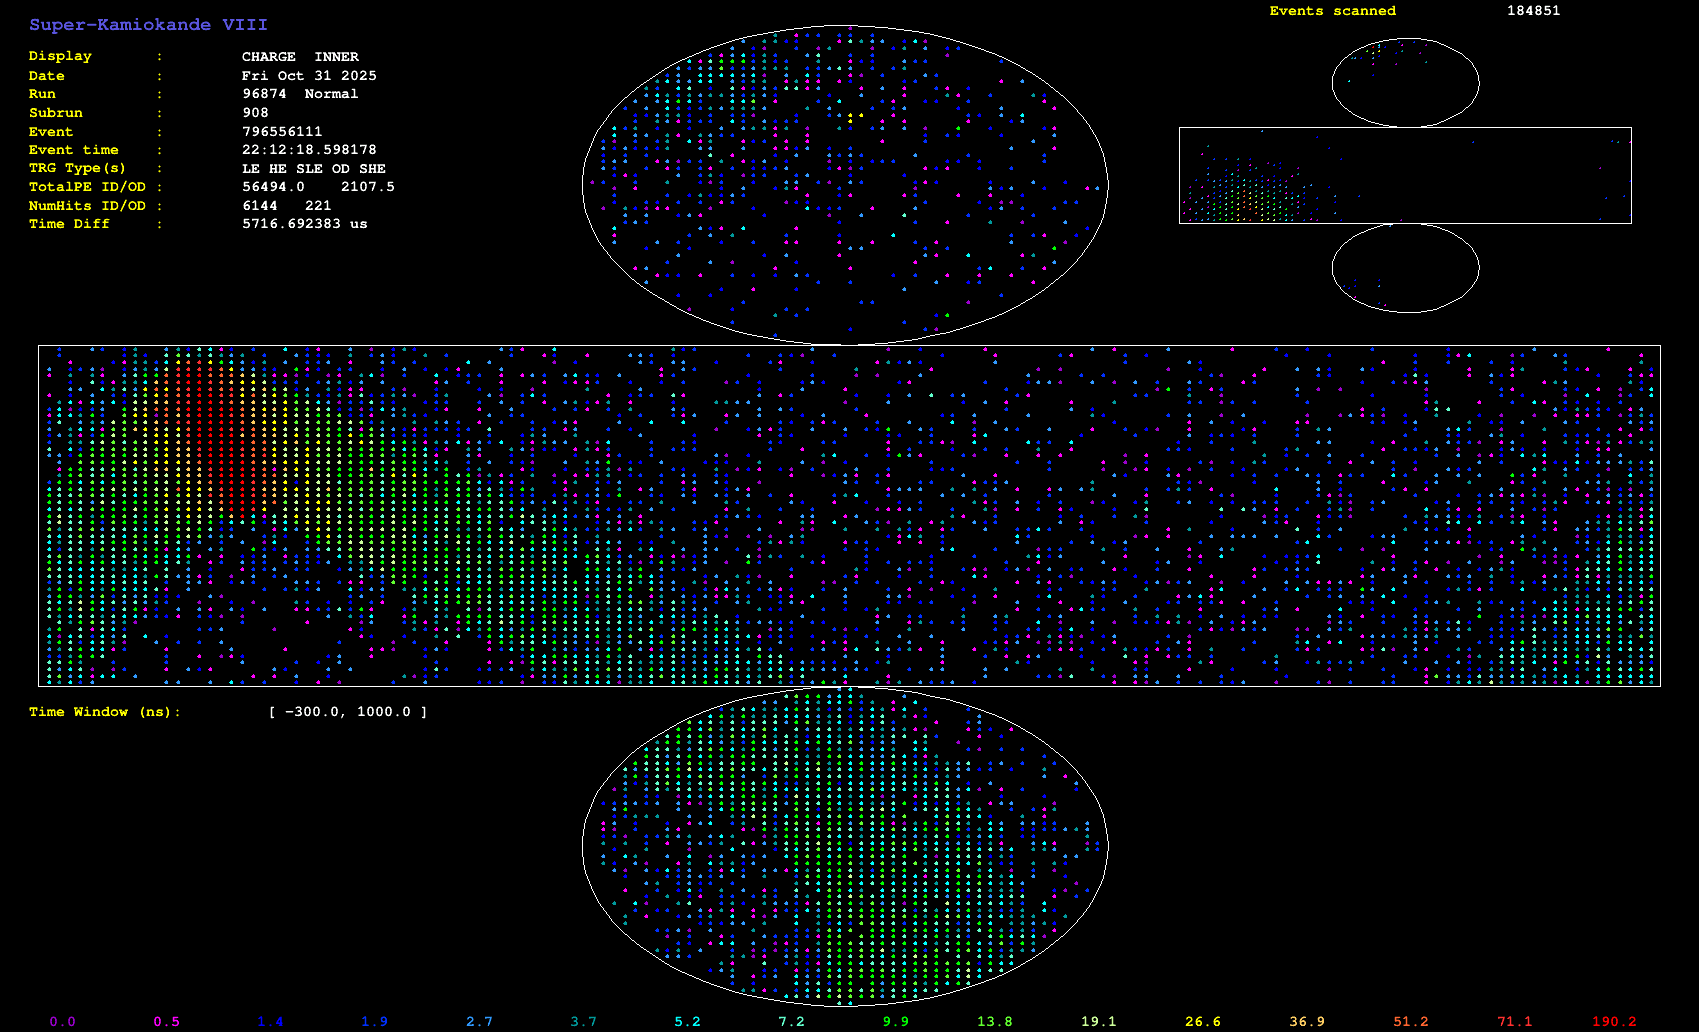 Super-Kamiokande VIII
Display : CHARGE INNER
Date : Fri Oct 31 2025
Run : 96874 Normal
Subrun : 908
Event : 796556111
Event time : 22:12:18.598178
TRG Type(s) : LE HE SLE OD SHE
TotalPE ID/OD : 56494.0 2107.5
NumHits ID/OD : 6144 221
Time Diff : 5716.692383 us
Events scanned 184851
Time Window (ns): [ -300.0, 1000.0 ]
0.0 0.5 1.4 1.9 2.7 3.7 5.2 7.2 9.9 13.8 19.1 26.6 36.9 51.2 71.1 190.2